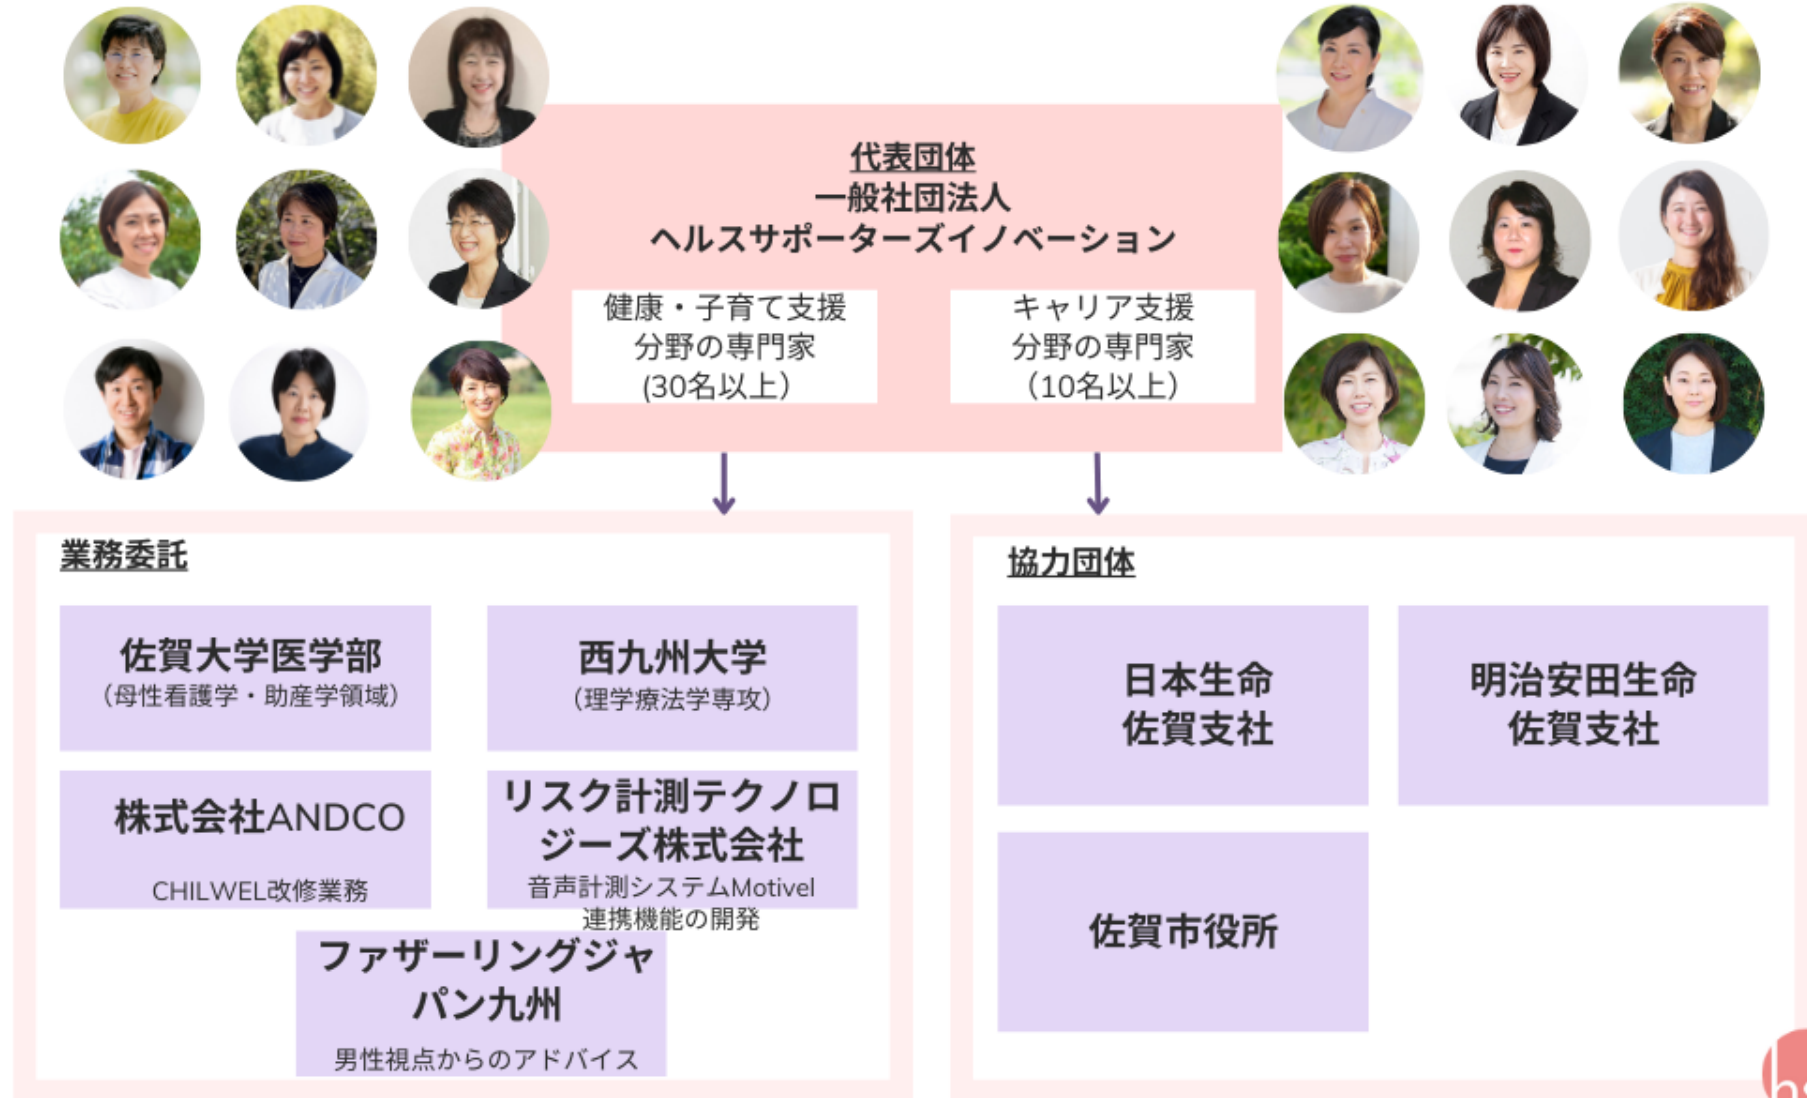 代表団体
一般社団法人
ヘルスサポーターズイノベーション
健康・子育て支援
分野の専門家
(30名以上）
キャリア支援
分野の専門家
（10名以上）
業務委託
佐賀大学医学部
（母性看護学・助産学領域）
西九州大学
（理学療法学専攻）
株式会社ANDCO
CHILWEL改修業務
リスク計測テクノロ
ジーズ株式会社
音声計測システムMotivel
連携機能の開発
ファザーリングジャ
パン九州
男性視点からのアドバイス
協力団体
日本生命
佐賀支社
明治安田生命
佐賀支社
佐賀市役所